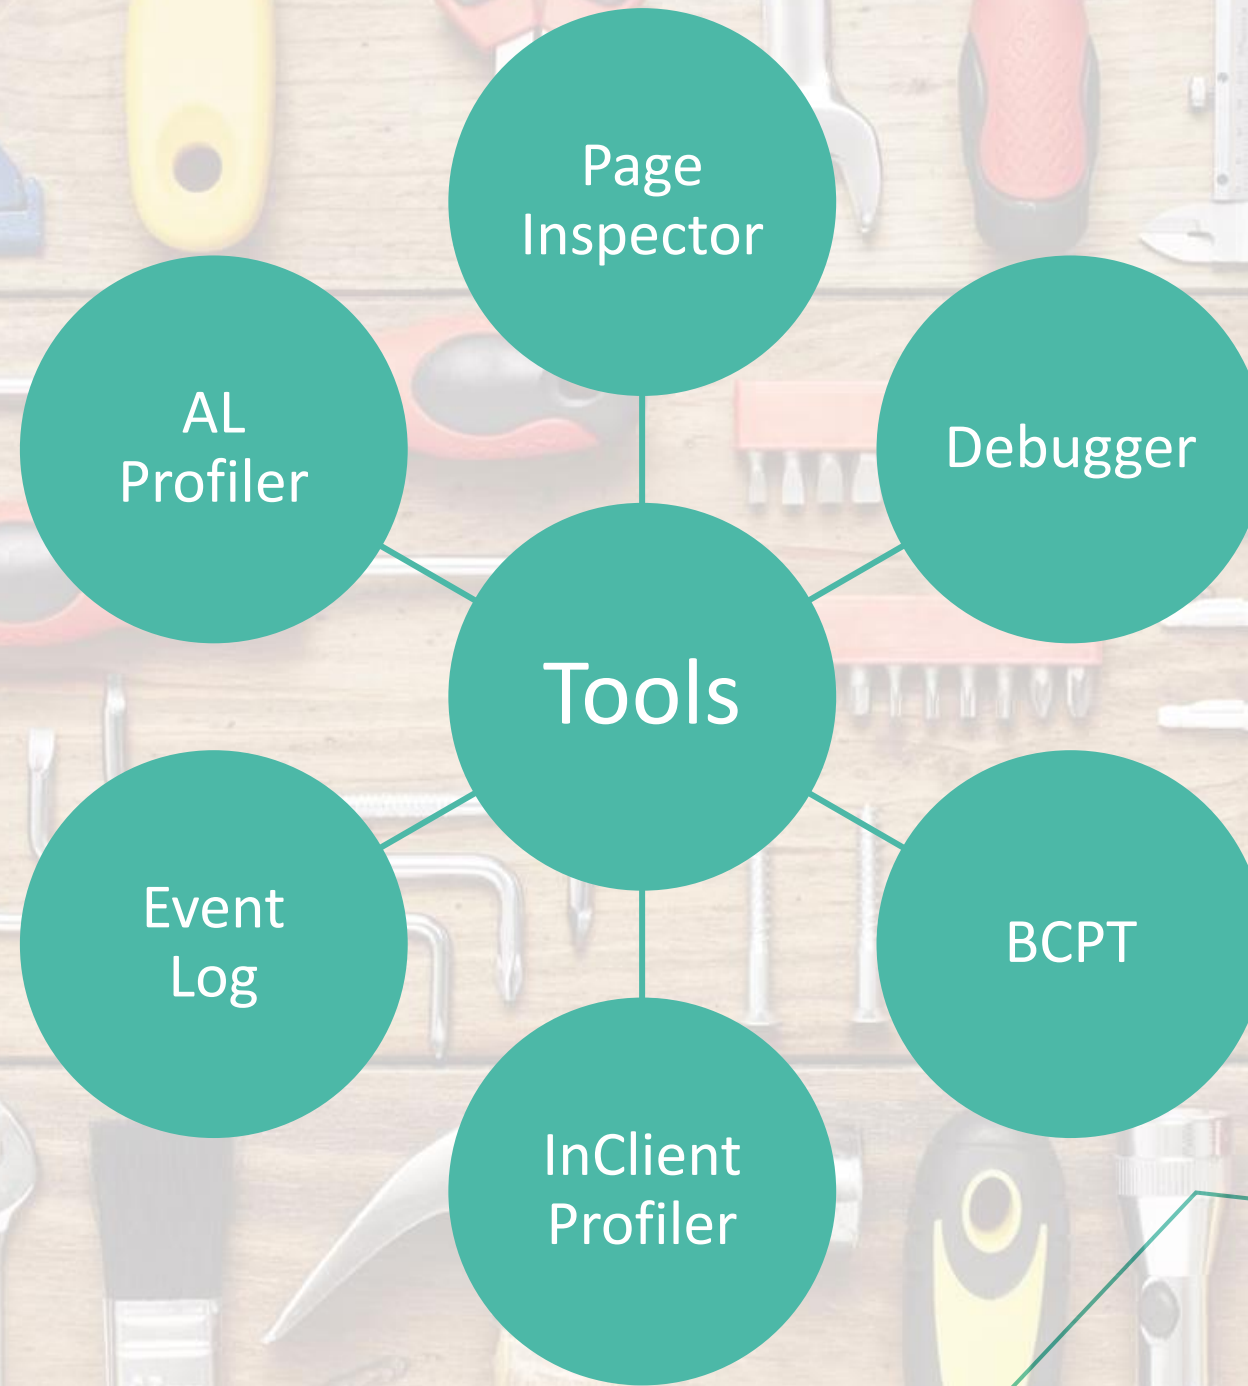 Page
Inspector
AL
Profiler
Debugger
Tools
Event
Log
BCPT
InClient
Profiler